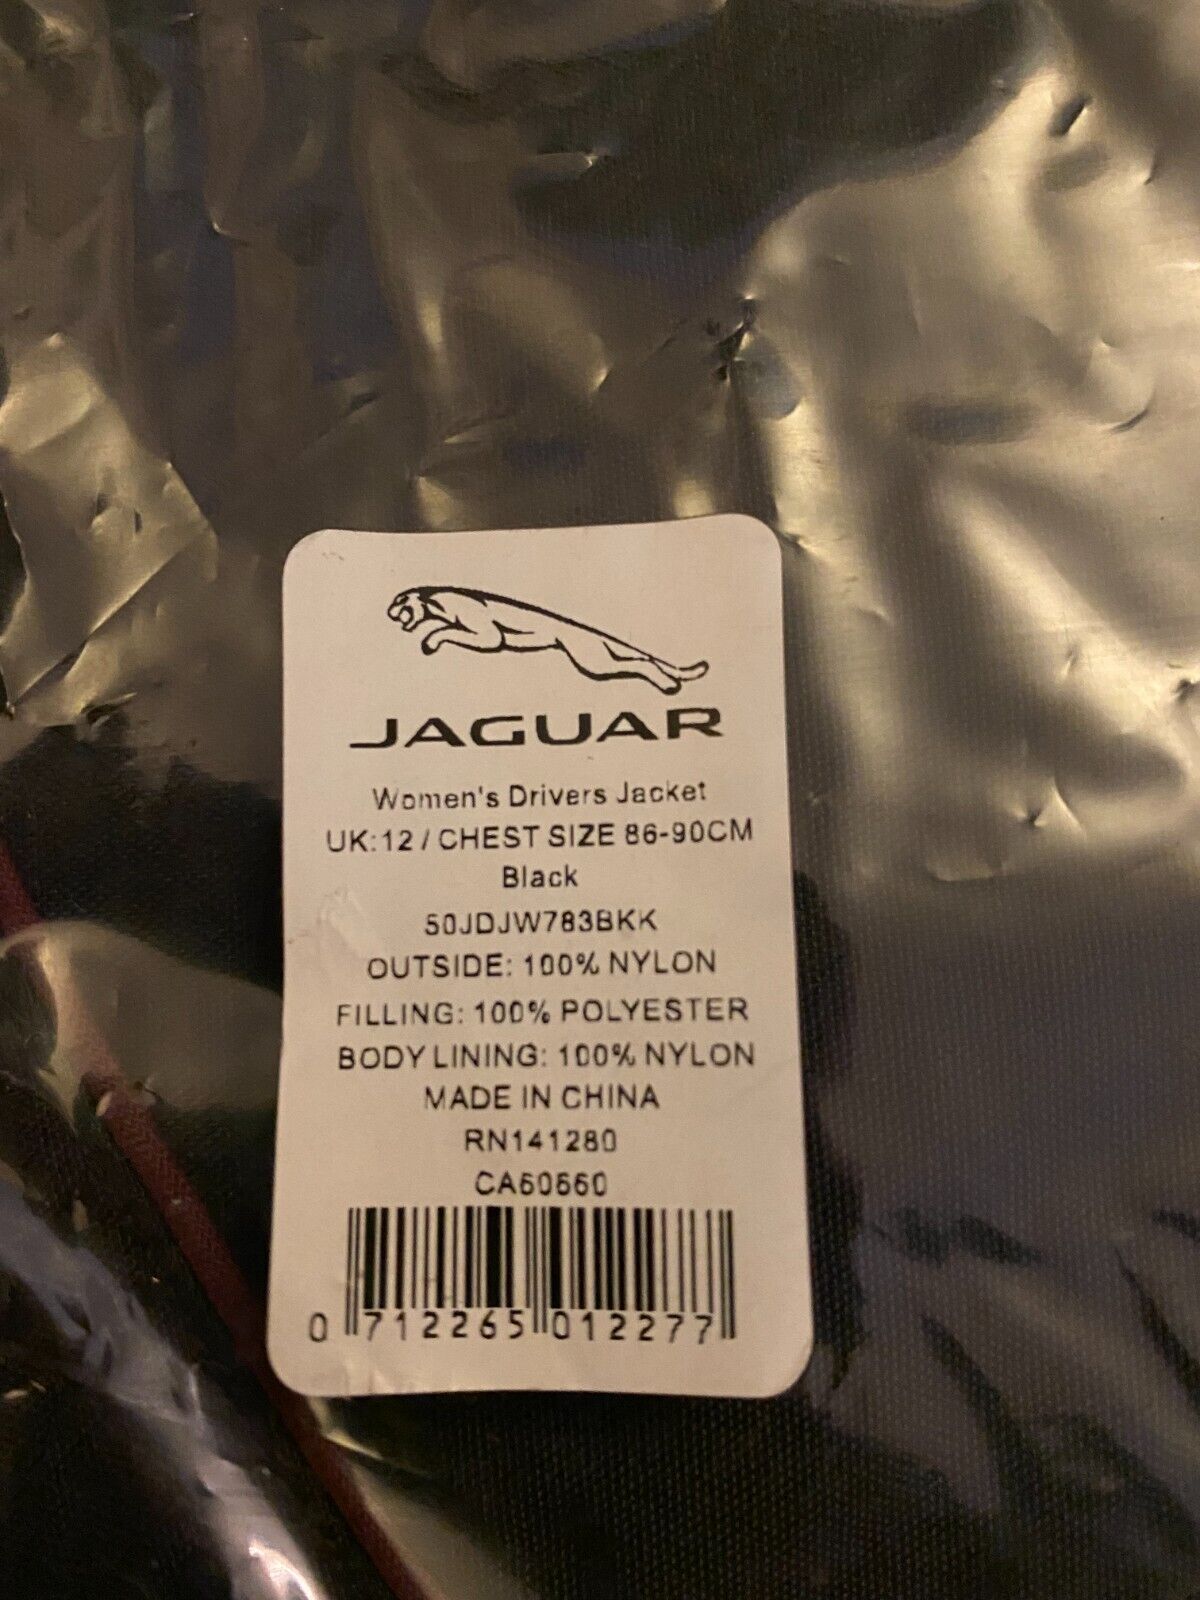 JAGUAR
Women's Drivers Jacket
UK:12 / CHEST SIZE 86-90CM
Black
50JDJW783BKK
OUTSIDE: 100% NYLON
FILLING: 100% POLYESTER
BODY LINING: 100% NYLON
MADE IN CHINA
RN141280
CA60660
0 712265 012277